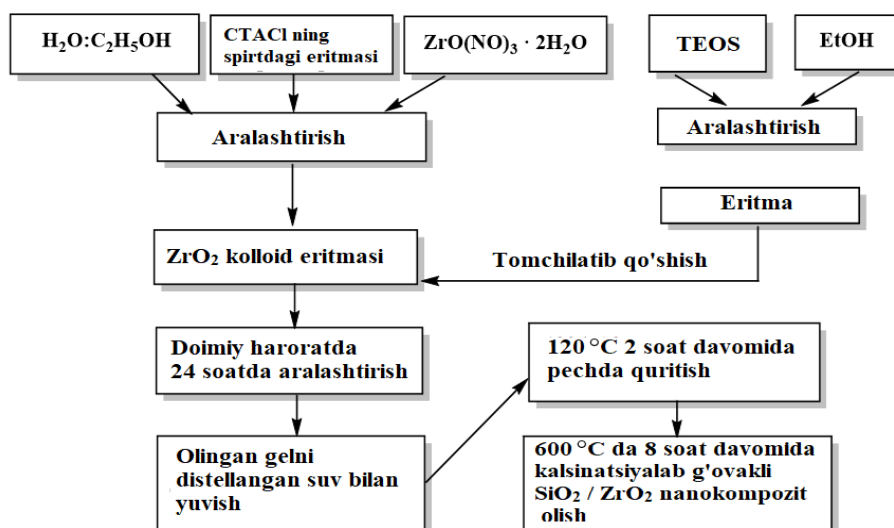 H₂O:C₂H₅OH
CTACl ning
spirtdagi eritmasi
ZrO(NO)₃ · 2H₂O
TEOS
EtOH
Aralashtirish
Aralashtirish
Eritma
ZrO₂ kolloid eritmasi
Tomchilatib qo'shish
Doimiy haroratda
24 soatda aralashtirish
120 °C 2 soat davomida
pechda quritish
Olingan gelni
distellangan suv bilan
yuvish
600 °C da 8 soat davomida
kalsinatsiyalab g'ovakli
SiO₂ / ZrO₂ nanokompozit
olish